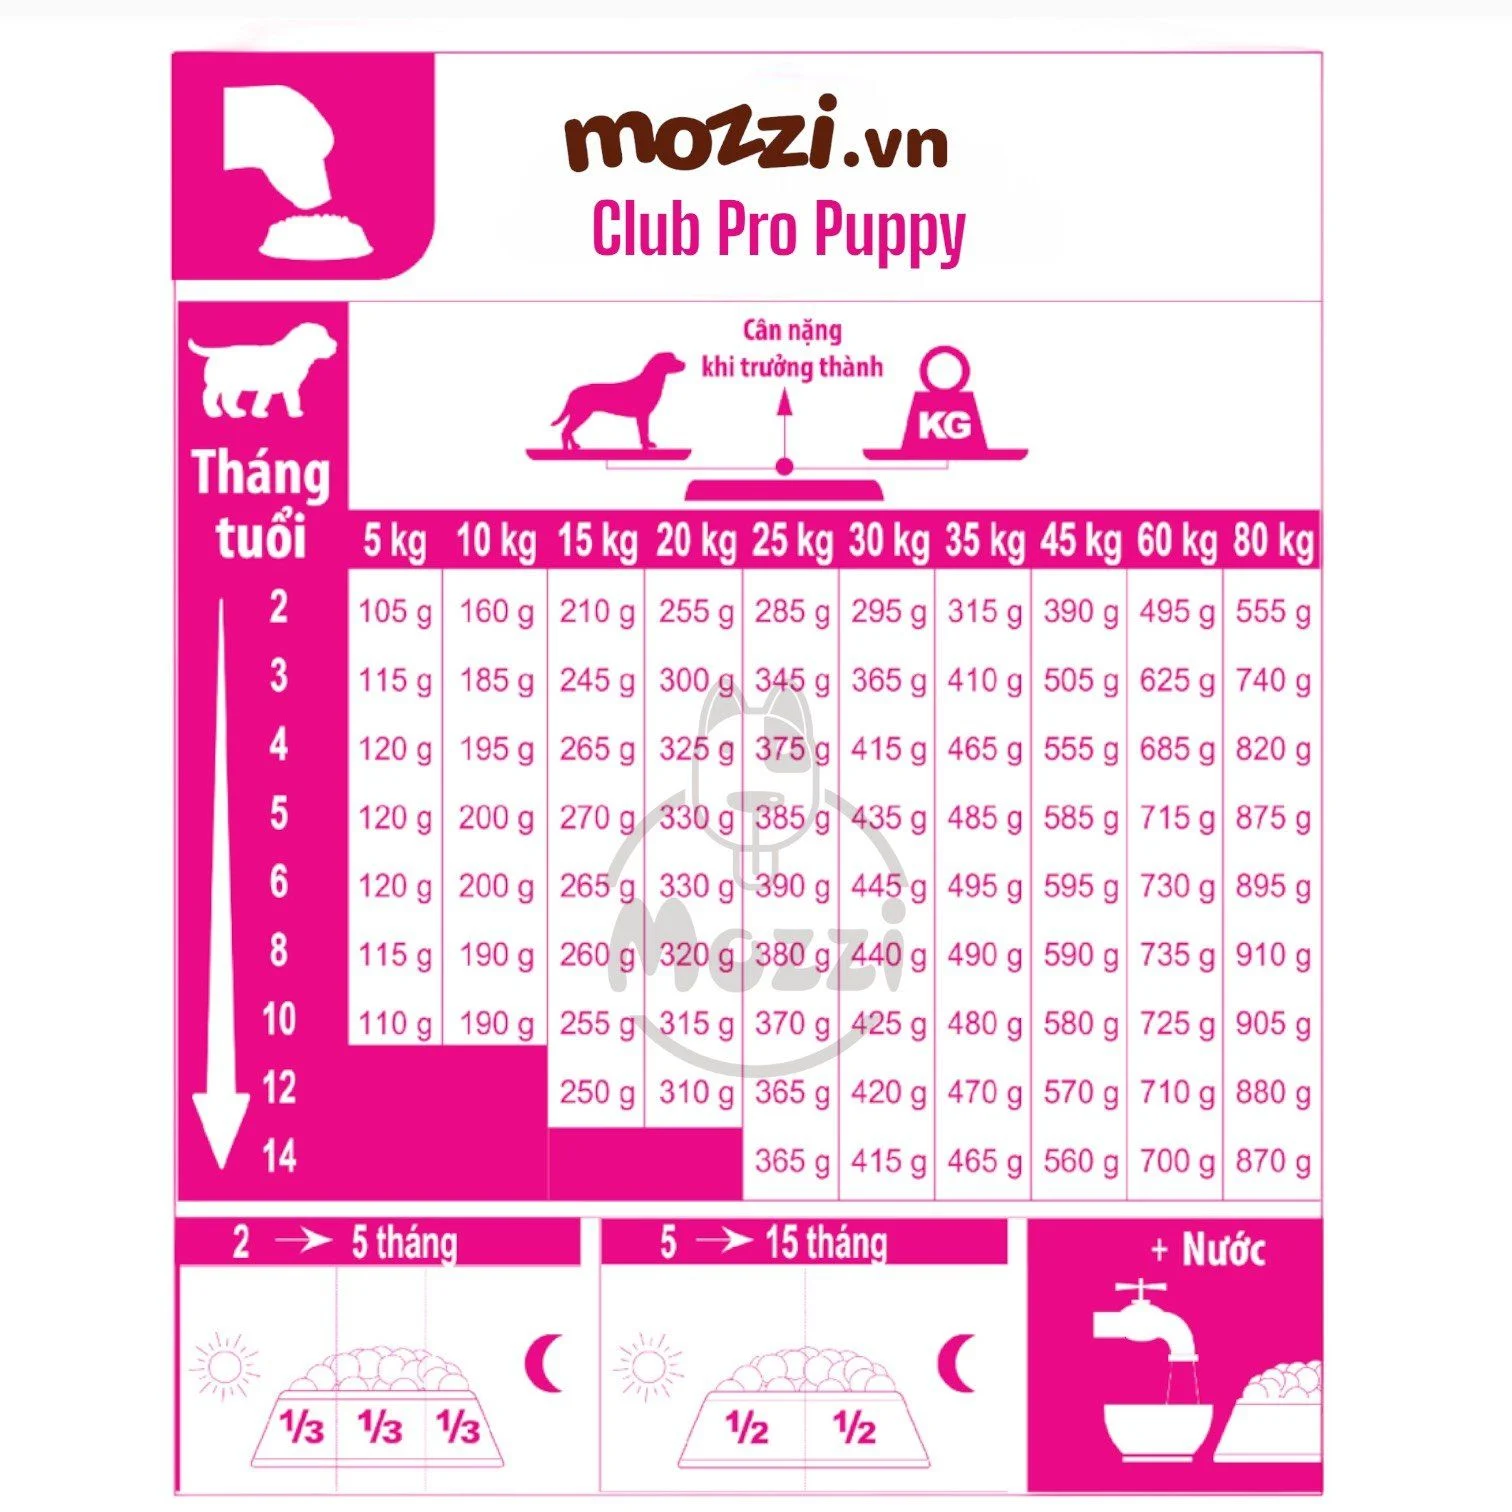 mozzi.vn
Club Pro Puppy
Cân nặng
khi trưởng thành
KG
Tháng
tuổi
5 kg 10 kg 15 kg 20 kg 25 kg 30 kg 35 kg 45 kg 60 kg 80 kg
2 105 g 160 g 210 g 255 g 285 g 295 g 315 g 390 g 495 g 555 g
3 115 g 185 g 245 g 300 g 345 g 365 g 410 g 505 g 625 g 740 g
4 120 g 195 g 265 g 325 g 375 g 415 g 465 g 555 g 685 g 820 g
5 120 g 200 g 270 g 330 g 385 g 435 g 485 g 585 g 715 g 875 g
6 120 g 200 g 265 g 330 g 390 g 445 g 495 g 595 g 730 g 895 g
8 115 g 190 g 260 g 320 g 380 g 440 g 490 g 590 g 735 g 910 g
10 110 g 190 g 255 g 315 g 370 g 425 g 480 g 580 g 725 g 905 g
12 250 g 310 g 365 g 420 g 470 g 570 g 710 g 880 g
14 365 g 415 g 465 g 560 g 700 g 870 g
Mozzi
2 → 5 tháng
1/3 1/3 1/3
5 → 15 tháng
1/2 1/2
+ Nước